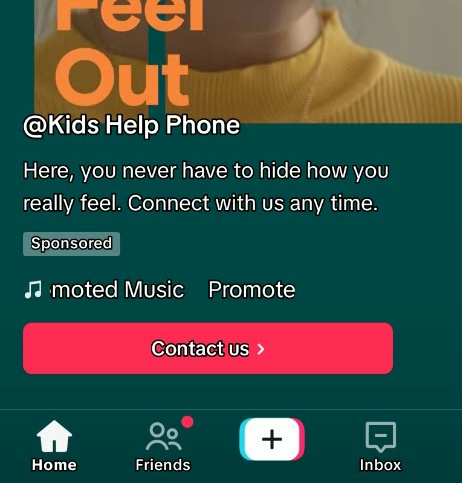 Feel
Out
@Kids Help Phone
Here, you never have to hide how you
really feel. Connect with us any time.
Sponsored
moted Music Promote
Contact us >
Home Friends Inbox